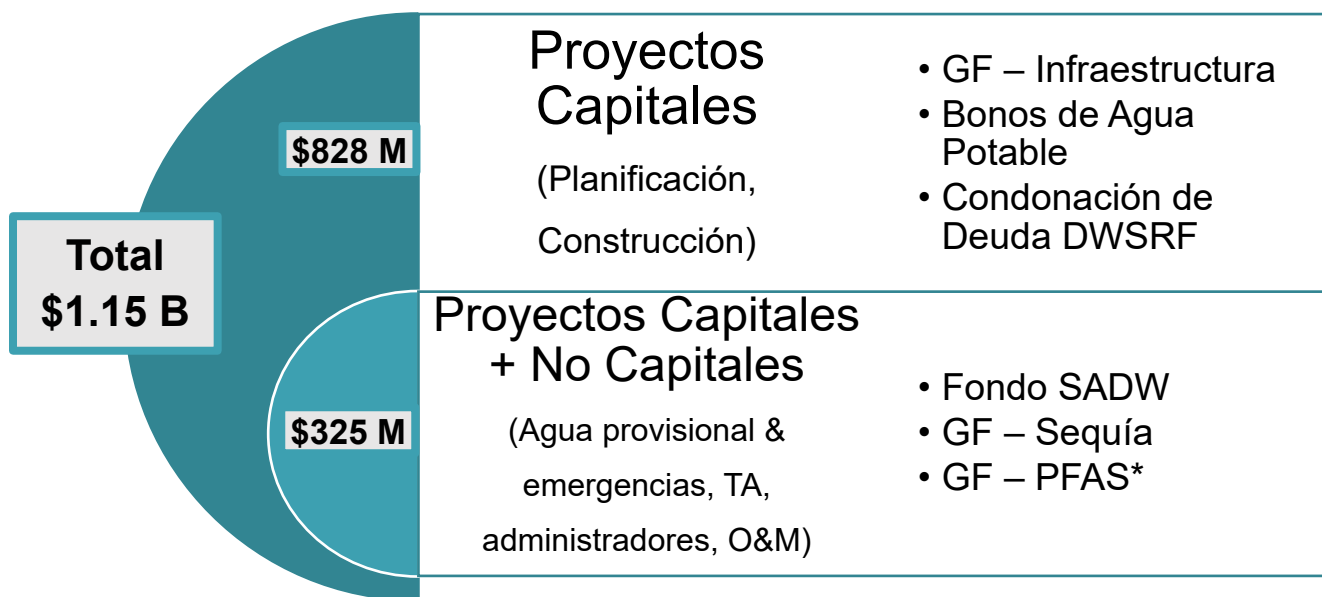 Total
$1.15 B
$828 M
Proyectos
Capitales
(Planificación,
Construcción)
• GF – Infraestructura
• Bonos de Agua
Potable
• Condonación de
Deuda DWSRF
$325 M
Proyectos Capitales
+ No Capitales
(Agua provisional &
emergencias, TA,
administradores, O&M)
• Fondo SADW
• GF – Sequía
• GF – PFAS*